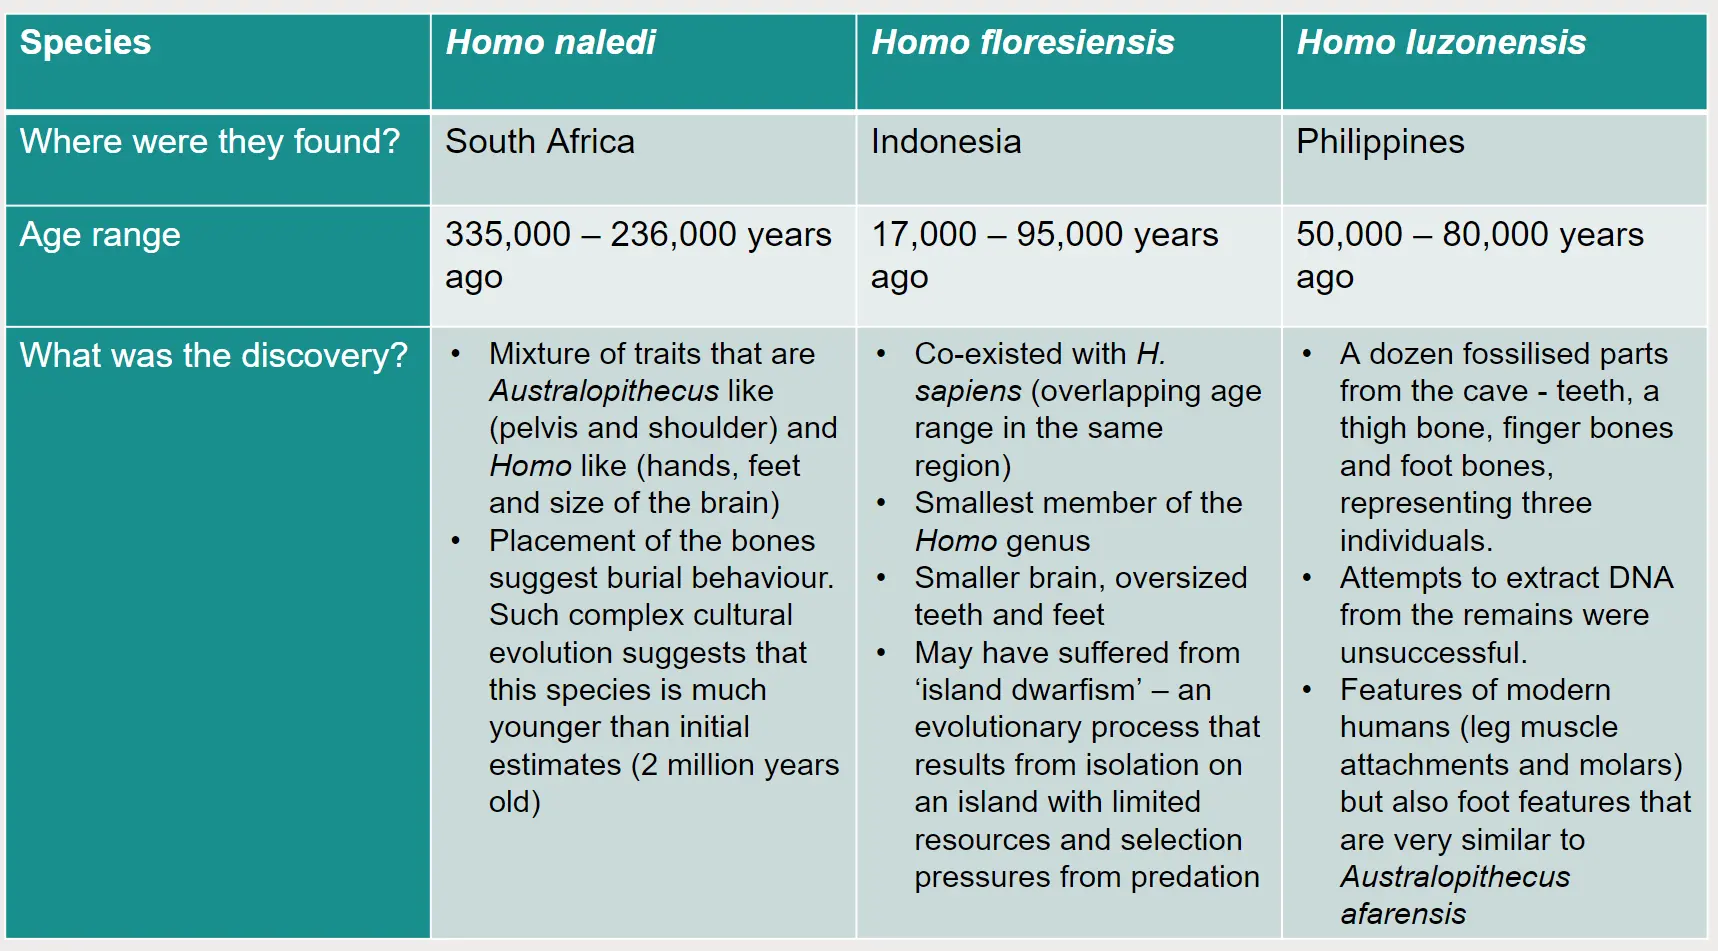 Species
Homo naledi
Homo floresiensis
Homo luzonensis
Where were they found?
South Africa
Indonesia
Philippines
Age range
335,000 – 236,000 years
ago
17,000 – 95,000 years
ago
50,000 – 80,000 years
ago
What was the discovery?
• Mixture of traits that are
Australopithecus like
(pelvis and shoulder) and
Homo like (hands, feet
and size of the brain)
• Placement of the bones
suggest burial behaviour.
Such complex cultural
evolution suggests that
this species is much
younger than initial
estimates (2 million years
old)
• Co-existed with H.
sapiens (overlapping age
range in the same
region)
• Smallest member of the
Homo genus
• Smaller brain, oversized
teeth and feet
• May have suffered from
‘island dwarfism’ – an
evolutionary process that
results from isolation on
an island with limited
resources and selection
pressures from predation
• A dozen fossilised parts
from the cave - teeth, a
thigh bone, finger bones
and foot bones,
representing three
individuals.
• Attempts to extract DNA
from the remains were
unsuccessful.
• Features of modern
humans (leg muscle
attachments and molars)
but also foot features that
are very similar to
Australopithecus
afarensis